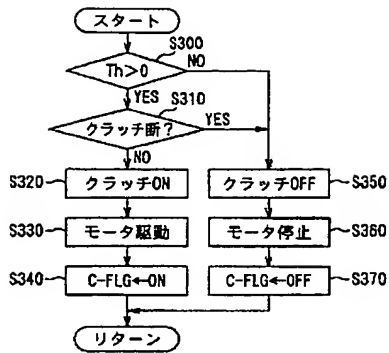 スタート
S300
Th>0
NO
YES
S310
クラッチ断?
YES
NO
S320
クラッチON
S350
クラッチOFF
S330
モータ駆動
S360
モータ停止
S340
C-FLG←ON
S370
C-FLG←OFF
リターン